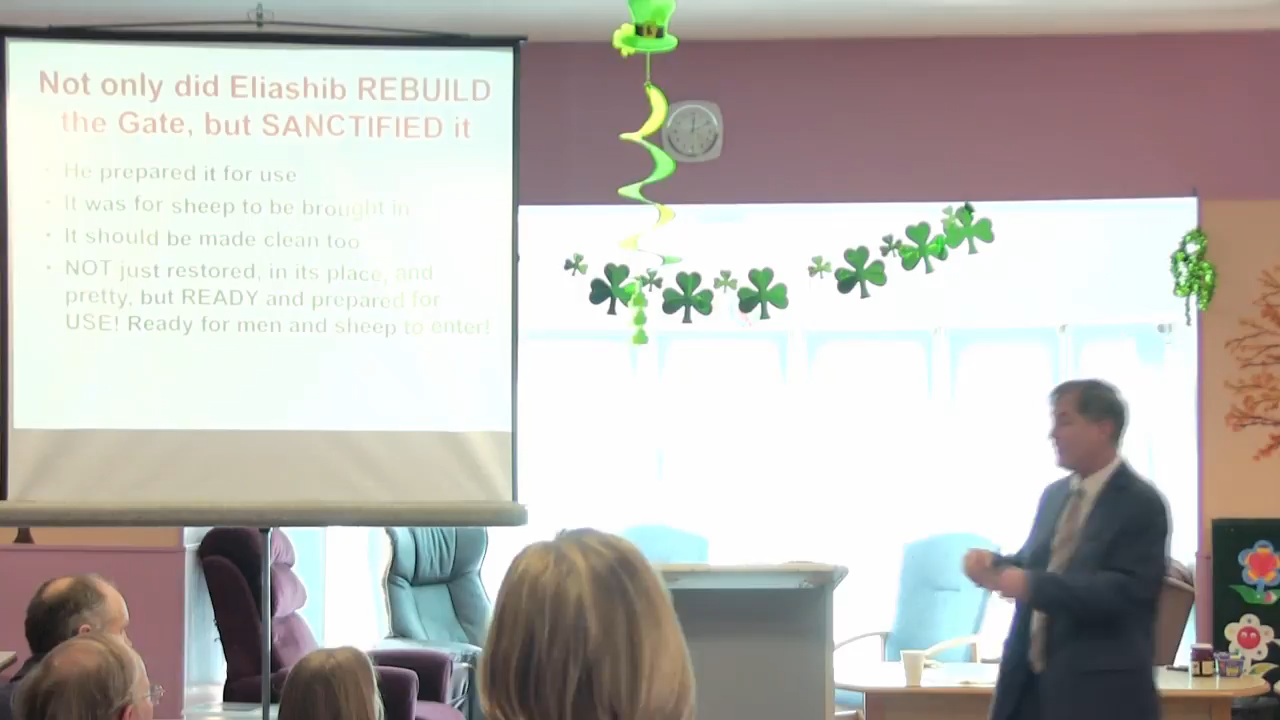 Not only did Eliashib REBUILD
the Gate, but SANCTIFIED it
• He prepared it for use
• It was for sheep to be brought in
• It should be made clean too
• NOT just restored, in its place, and
pretty, but READY and prepared for
USE! Ready for men and sheep to enter!